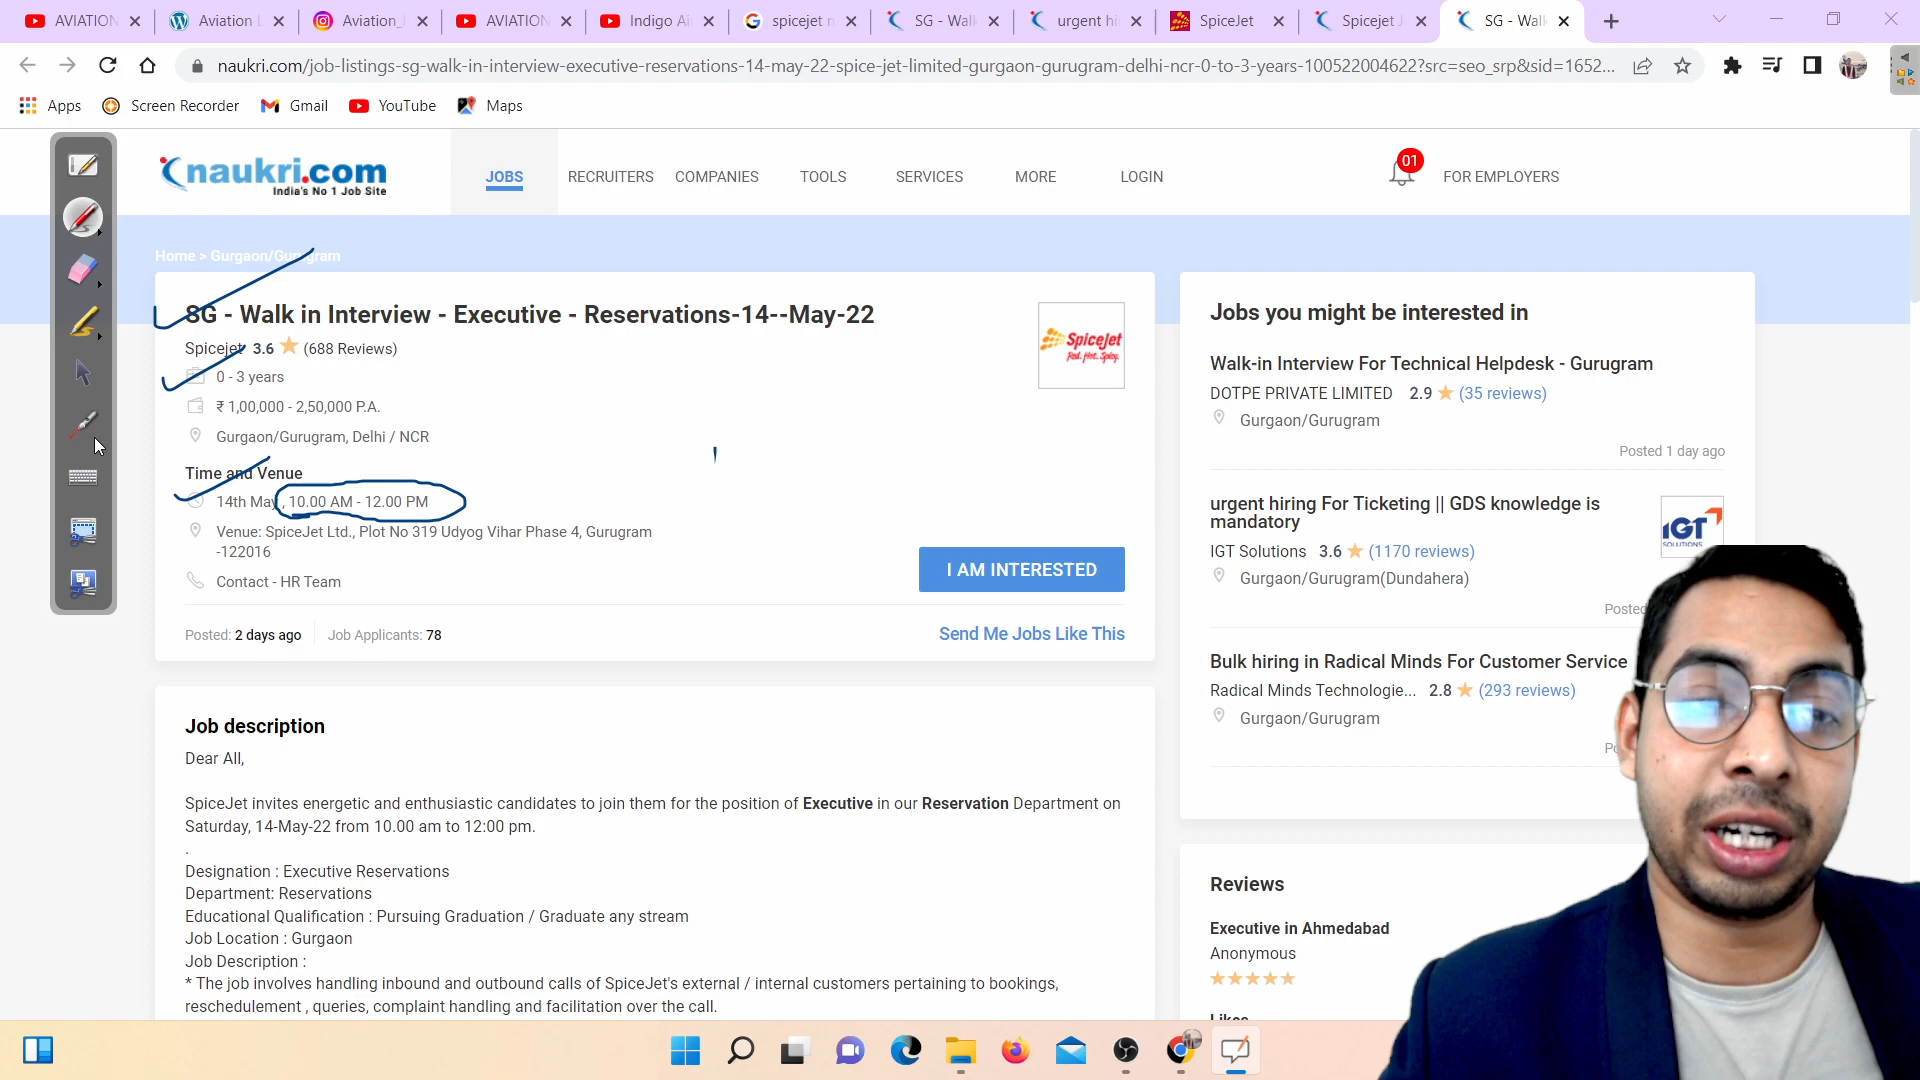 AVIATION
Aviation
Aviation_
AVIATION
Indigo Ai
spicejet n
SG - Walk
urgent hi
SpiceJet
Spicejet J
SG - Walk
naukri.com/job-listings-sg-walk-in-interview-executive-reservations-14-may-22-spice-jet-limited-gurgaon-gurugram-delhi-ncr-0-to-3-years-100522004622?src=seo_srp&sid=1652...
Apps
Screen Recorder
Gmail
YouTube
Maps
naukri.com
India's No 1 Job Site
JOBS
RECRUITERS
COMPANIES
TOOLS
SERVICES
MORE
LOGIN
01
FOR EMPLOYERS
Home > Gurgaon/Gurugram
SG - Walk in Interview - Executive - Reservations-14--May-22
Spicejet 3.6 (688 Reviews)
0 - 3 years
₹ 1,00,000 - 2,50,000 P.A.
Gurgaon/Gurugram, Delhi / NCR
Time and Venue
14th May , 10.00 AM - 12.00 PM
Venue: SpiceJet Ltd., Plot No 319 Udyog Vihar Phase 4, Gurugram
-122016
Contact - HR Team
SpiceJet
Red. Hot. Spicy.
I AM INTERESTED
Posted: 2 days ago
Job Applicants: 78
Send Me Jobs Like This
Job description
Dear All,
SpiceJet invites energetic and enthusiastic candidates to join them for the position of Executive in our Reservation Department on
Saturday, 14-May-22 from 10.00 am to 12:00 pm.
.
Designation : Executive Reservations
Department: Reservations
Educational Qualification : Pursuing Graduation / Graduate any stream
Job Location : Gurgaon
Job Description :
* The job involves handling inbound and outbound calls of SpiceJet's external / internal customers pertaining to bookings,
reschedulement , queries, complaint handling and facilitation over the call.
Jobs you might be interested in
Walk-in Interview For Technical Helpdesk - Gurugram
DOTPE PRIVATE LIMITED 2.9 (35 reviews)
Gurgaon/Gurugram
Posted 1 day ago
urgent hiring For Ticketing || GDS knowledge is
mandatory
IGT Solutions 3.6 (1170 reviews)
Gurgaon/Gurugram(Dundahera)
IGT
SOLUTIONS
Posted
Bulk hiring in Radical Minds For Customer Service
Radical Minds Technologie... 2.8 (293 reviews)
Gurgaon/Gurugram
Reviews
Executive in Ahmedabad
Anonymous
Likes